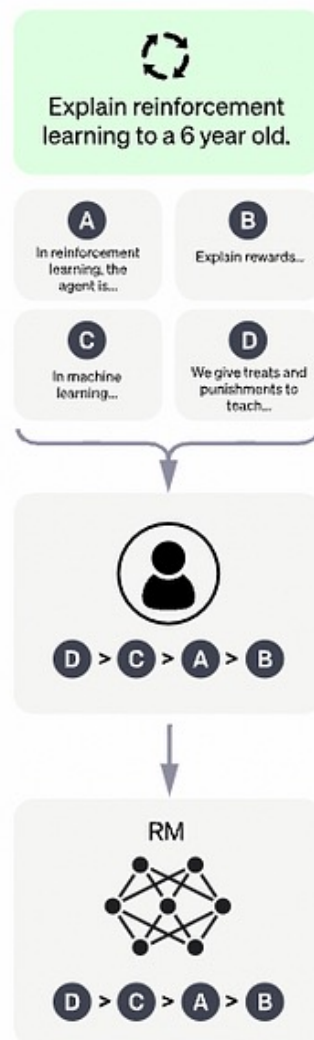 Explain reinforcement
learning to a 6 year old.
A
In reinforcement
learning, the
agent is...
B
Explain rewards...
C
In machine
learning...
D
We give treats and
punishments to
teach...
D > C > A > B
RM
D > C > A > B